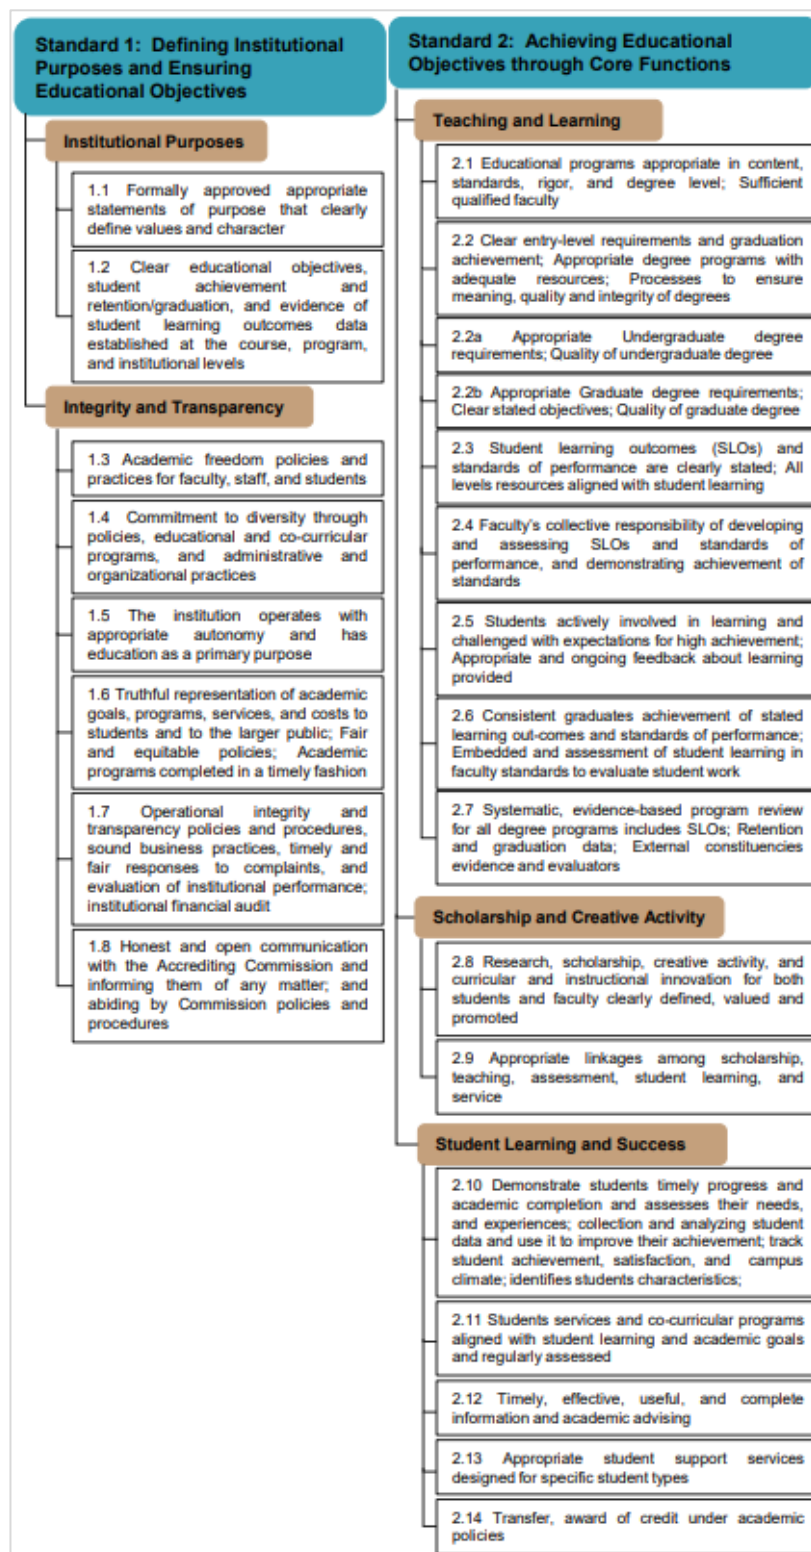 Standard 1: Defining Institutional
Purposes and Ensuring
Educational Objectives
Institutional Purposes
1.1 Formally approved appropriate
statements of purpose that clearly
define values and character
1.2 Clear educational objectives,
student achievement and
retention/graduation, and evidence of
student learning outcomes data
established at the course, program,
and institutional levels
Integrity and Transparency
1.3 Academic freedom policies and
practices for faculty, staff, and students
1.4 Commitment to diversity through
policies, educational and co-curricular
programs, and administrative and
organizational practices
1.5 The institution operates with
appropriate autonomy and has
education as a primary purpose
1.6 Truthful representation of academic
goals, programs, services, and costs to
students and to the larger public; Fair
and equitable policies; Academic
programs completed in a timely fashion
1.7 Operational integrity and
transparency policies and procedures,
sound business practices, timely and
fair responses to complaints, and
evaluation of institutional performance;
institutional financial audit
1.8 Honest and open communication
with the Accrediting Commission and
informing them of any matter; and
abiding by Commission policies and
procedures
Standard 2: Achieving Educational
Objectives through Core Functions
Teaching and Learning
2.1 Educational programs appropriate in content,
standards, rigor, and degree level; Sufficient
qualified faculty
2.2 Clear entry-level requirements and graduation
achievement; Appropriate degree programs with
adequate resources; Processes to ensure
meaning, quality and integrity of degrees
2.2a Appropriate Undergraduate degree
requirements; Quality of undergraduate degree
2.2b Appropriate Graduate degree requirements;
Clear stated objectives; Quality of graduate degree
2.3 Student learning outcomes (SLOs) and
standards of performance are clearly stated; All
levels resources aligned with student learning
2.4 Faculty's collective responsibility of developing
and assessing SLOs and standards of
performance, and demonstrating achievement of
standards
2.5 Students actively involved in learning and
challenged with expectations for high achievement;
Appropriate and ongoing feedback about learning
provided
2.6 Consistent graduates achievement of stated
learning out-comes and standards of performance;
Embedded and assessment of student learning in
faculty standards to evaluate student work
2.7 Systematic, evidence-based program review
for all degree programs includes SLOs; Retention
and graduation data; External constituencies
evidence and evaluators
Scholarship and Creative Activity
2.8 Research, scholarship, creative activity, and
curricular and instructional innovation for both
students and faculty clearly defined, valued and
promoted
2.9 Appropriate linkages among scholarship,
teaching, assessment, student learning, and
service
Student Learning and Success
2.10 Demonstrate students timely progress and
academic completion and assesses their needs,
and experiences; collection and analyzing student
data and use it to improve their achievement; track
student achievement, satisfaction, and campus
climate; identifies students characteristics;
2.11 Students services and co-curricular programs
aligned with student learning and academic goals
and regularly assessed
2.12 Timely, effective, useful, and complete
information and academic advising
2.13 Appropriate student support services
designed for specific student types
2.14 Transfer, award of credit under academic
policies